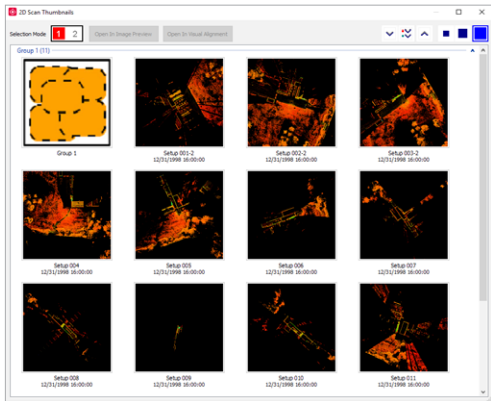 2D Scan Thumbnails
Selection Mode 1 2 Open In Image Preview Open In Visual Alignment
Group 1 (11)
Group 1
Setup 001-2
12/31/1998 16:00:00
Setup 002-2
12/31/1998 16:00:00
Setup 003-2
12/31/1998 16:00:00
Setup 004
12/31/1998 16:00:00
Setup 005
12/31/1998 16:00:00
Setup 006
12/31/1998 16:00:00
Setup 007
12/31/1998 16:00:00
Setup 008
12/31/1998 16:00:00
Setup 009
12/31/1998 16:00:00
Setup 010
12/31/1998 16:00:00
Setup 011
12/31/1998 16:00:00